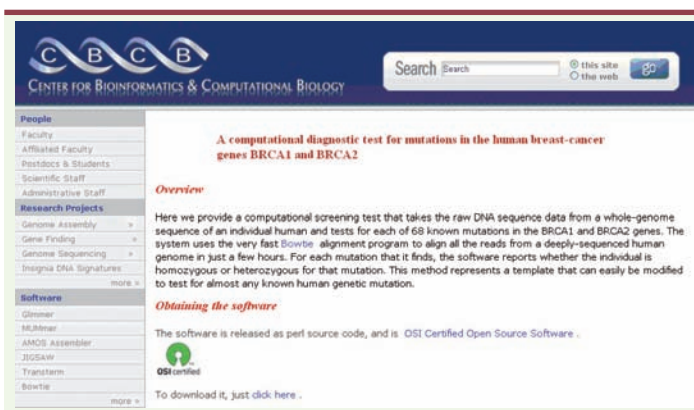 C B C B
CENTER FOR BIOINFORMATICS & COMPUTATIONAL BIOLOGY
Search Search this site
the web
go
People
Faculty
Affiliated Faculty
Postdocs & Students
Scientific Staff
Administrative Staff
Research Projects
Genome Assembly »
Gene Finding »
Genome Sequencing »
Insignia DNA Signatures
more »
Software
Glimmer
MUMmer
AMOS Assembler
JIGSAW
Transterm
Bowtie
more »
A computational diagnostic test for mutations in the human breast-cancer
genes BRCA1 and BRCA2
Overview
Here we provide a computational screening test that takes the raw DNA sequence data from a whole-genome
sequence of an individual human and tests for each of 68 known mutations in the BRCA1 and BRCA2 genes. The
system uses the very fast Bowtie alignment program to align all the reads from a deeply-sequenced human
genome in just a few hours. For each mutation that it finds, the software reports whether the individual is
homozygous or heterozygous for that mutation. This method represents a template that can easily be modified
to test for almost any known human genetic mutation.
Obtaining the software
The software is released as perl source code, and is OSI Certified Open Source Software .
OSI certified
To download it, just click here .